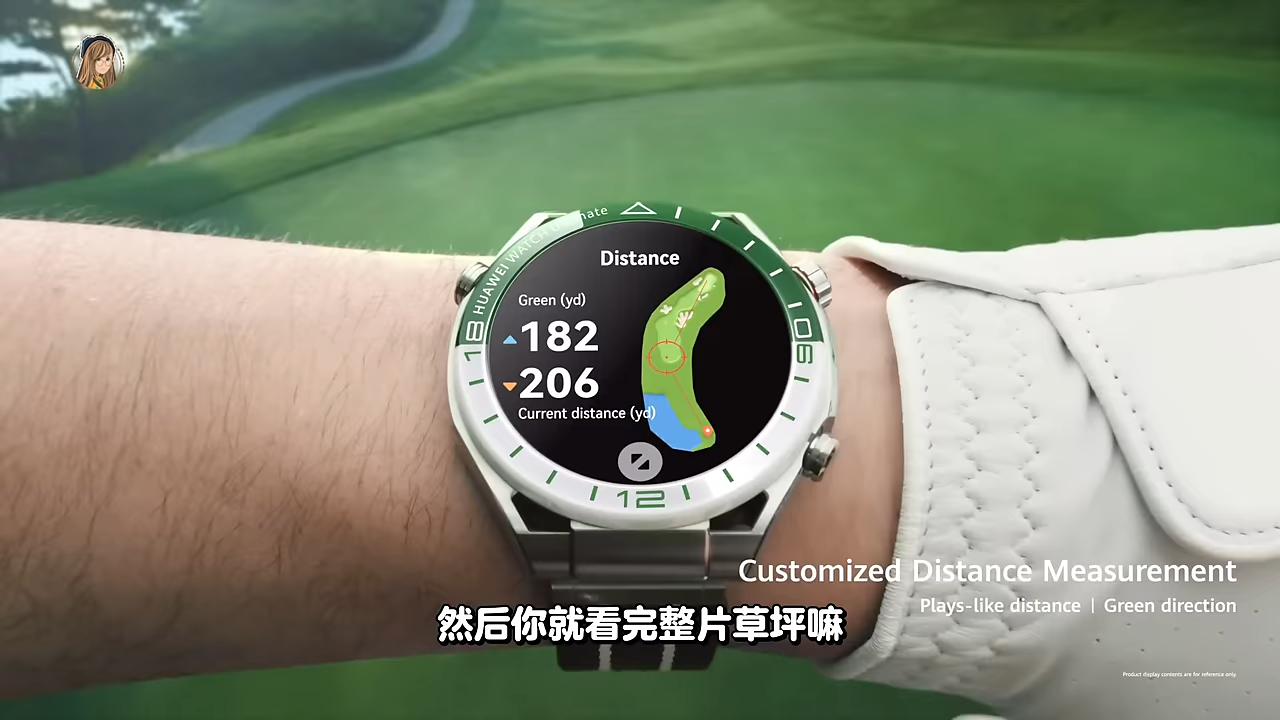 HUAWEI WATCH
mate
18
06
12
Distance
Green (yd)
182
206
Current distance (yd)
Customized Distance Measurement
Plays-like distance | Green direction
然后你就看完整片草坪嘛
Product display contents are for reference only.